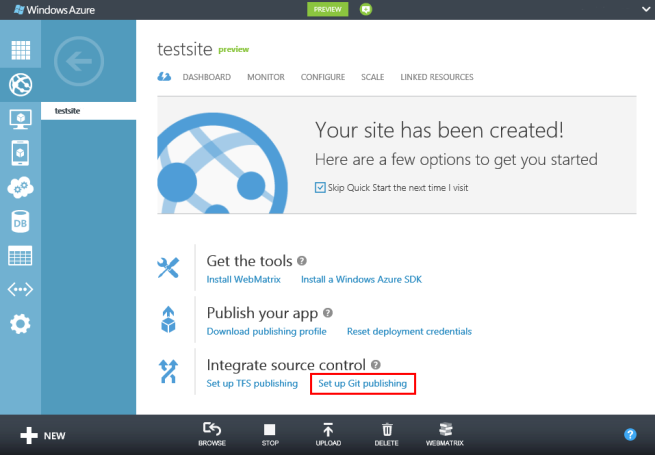 Windows Azure
PREVIEW
testsite preview
DASHBOARD MONITOR CONFIGURE SCALE LINKED RESOURCES
testsite
Your site has been created!
Here are a few options to get you started
Skip Quick Start the next time I visit
Get the tools ?
Install WebMatrix Install a Windows Azure SDK
DB
Publish your app ?
Download publishing profile Reset deployment credentials
Integrate source control ?
Set up TFS publishing Set up Git publishing
NEW
BROWSE STOP UPLOAD DELETE WEBMATRIX ?